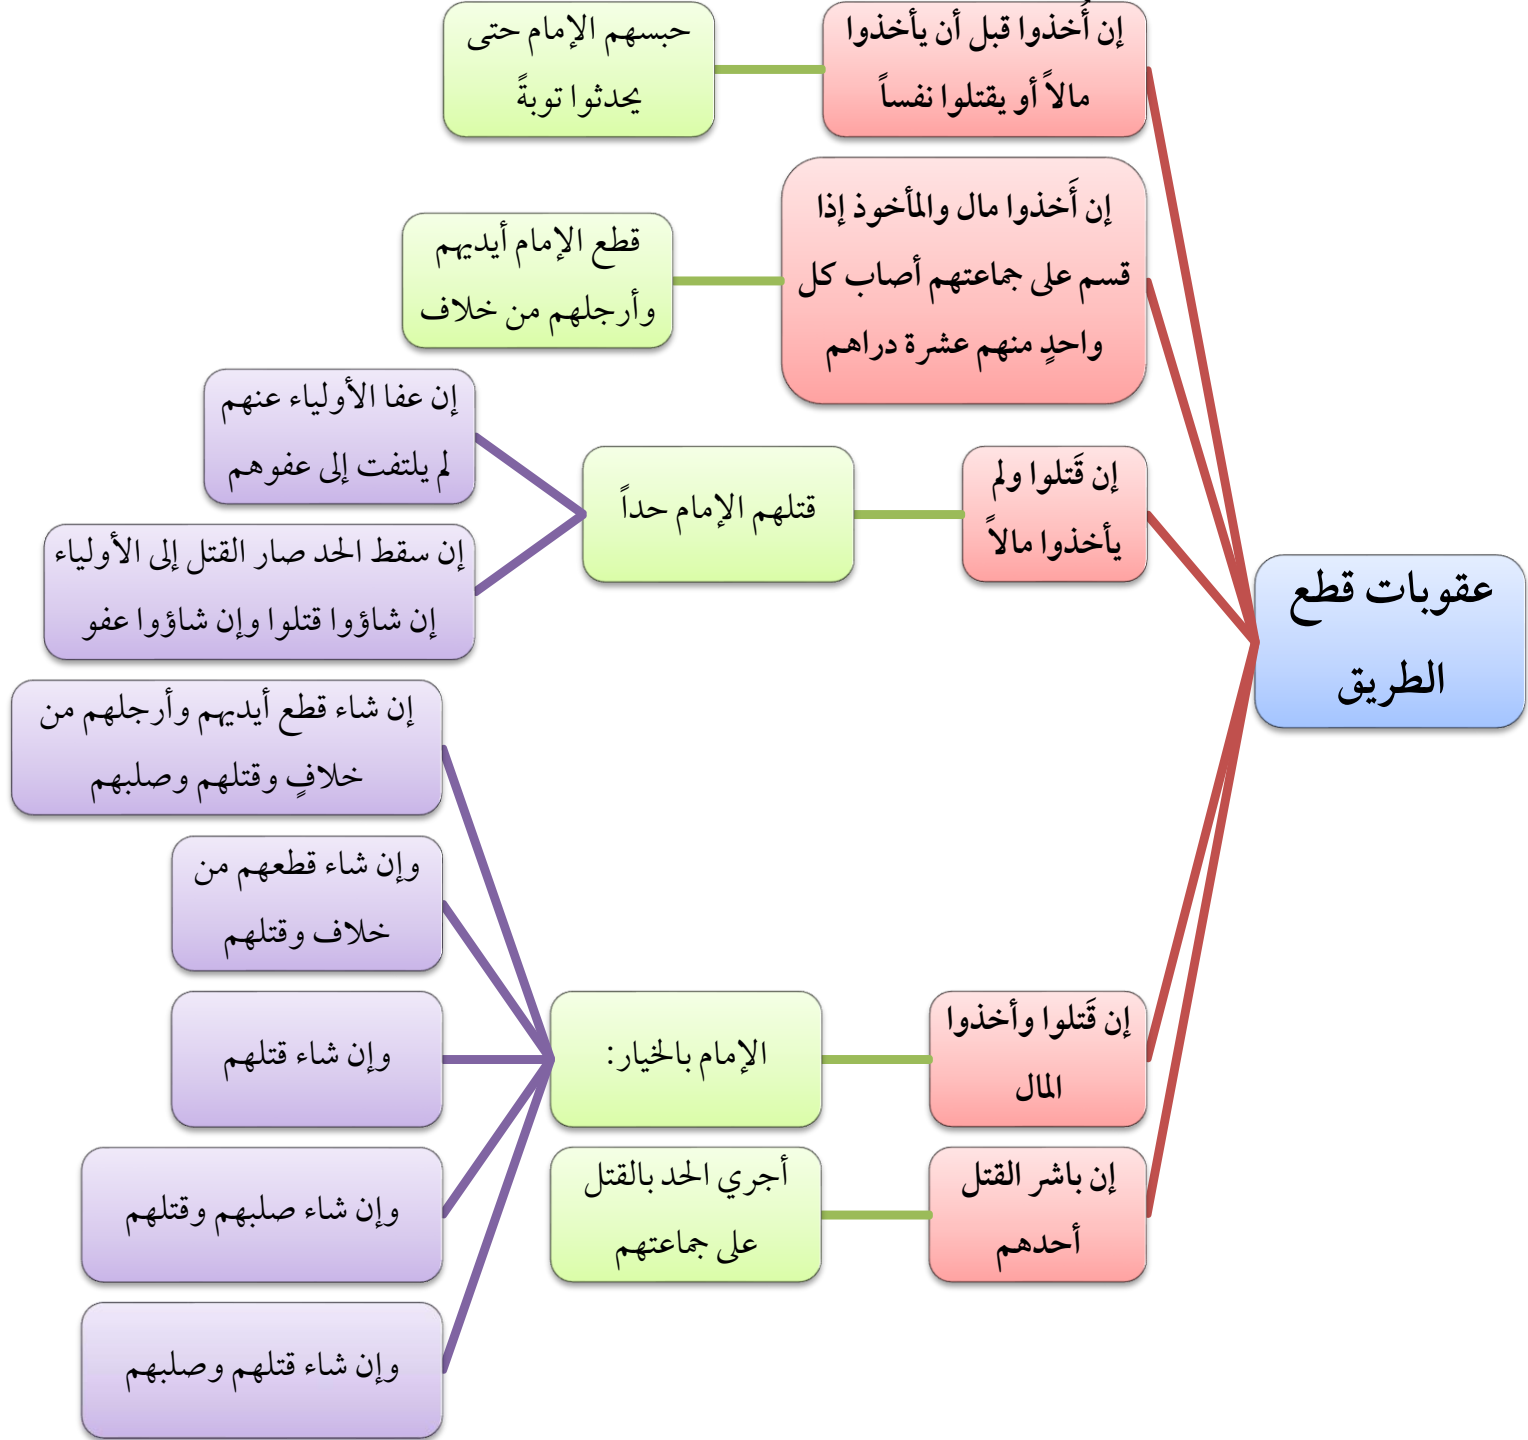 عقوبات قطع
الطريق
إن أُخذوا قبل أن يأخذوا
مالاً أو يقتلوا نفساً
حبسهم الإمام حتى
يحدثوا توبةً
إن أَخذوا مال والمأخوذ إذا
قسم على جماعتهم أصاب كل
واحدٍ منهم عشرة دراهم
قطع الإمام أيديهم
وأرجلهم من خلاف
إن قَتلوا ولم
يأخذوا مالاً
قتلهم الإمام حداً
إن عفا الأولياء عنهم
لم يلتفت إلى عفوهم
إن سقط الحد صار القتل إلى الأولياء
إن شاؤوا قتلوا وإن شاؤوا عفو
إن قَتلوا وأخذوا
المال
الإمام بالخيار:
إن شاء قطع أيديهم وأرجلهم من
خلافٍ وقتلهم وصلبهم
وإن شاء قطعهم من
خلاف وقتلهم
وإن شاء قتلهم
وإن شاء صلبهم وقتلهم
وإن شاء قتلهم وصلبهم
إن باشر القتل
أحدهم
أجري الحد بالقتل
على جماعتهم